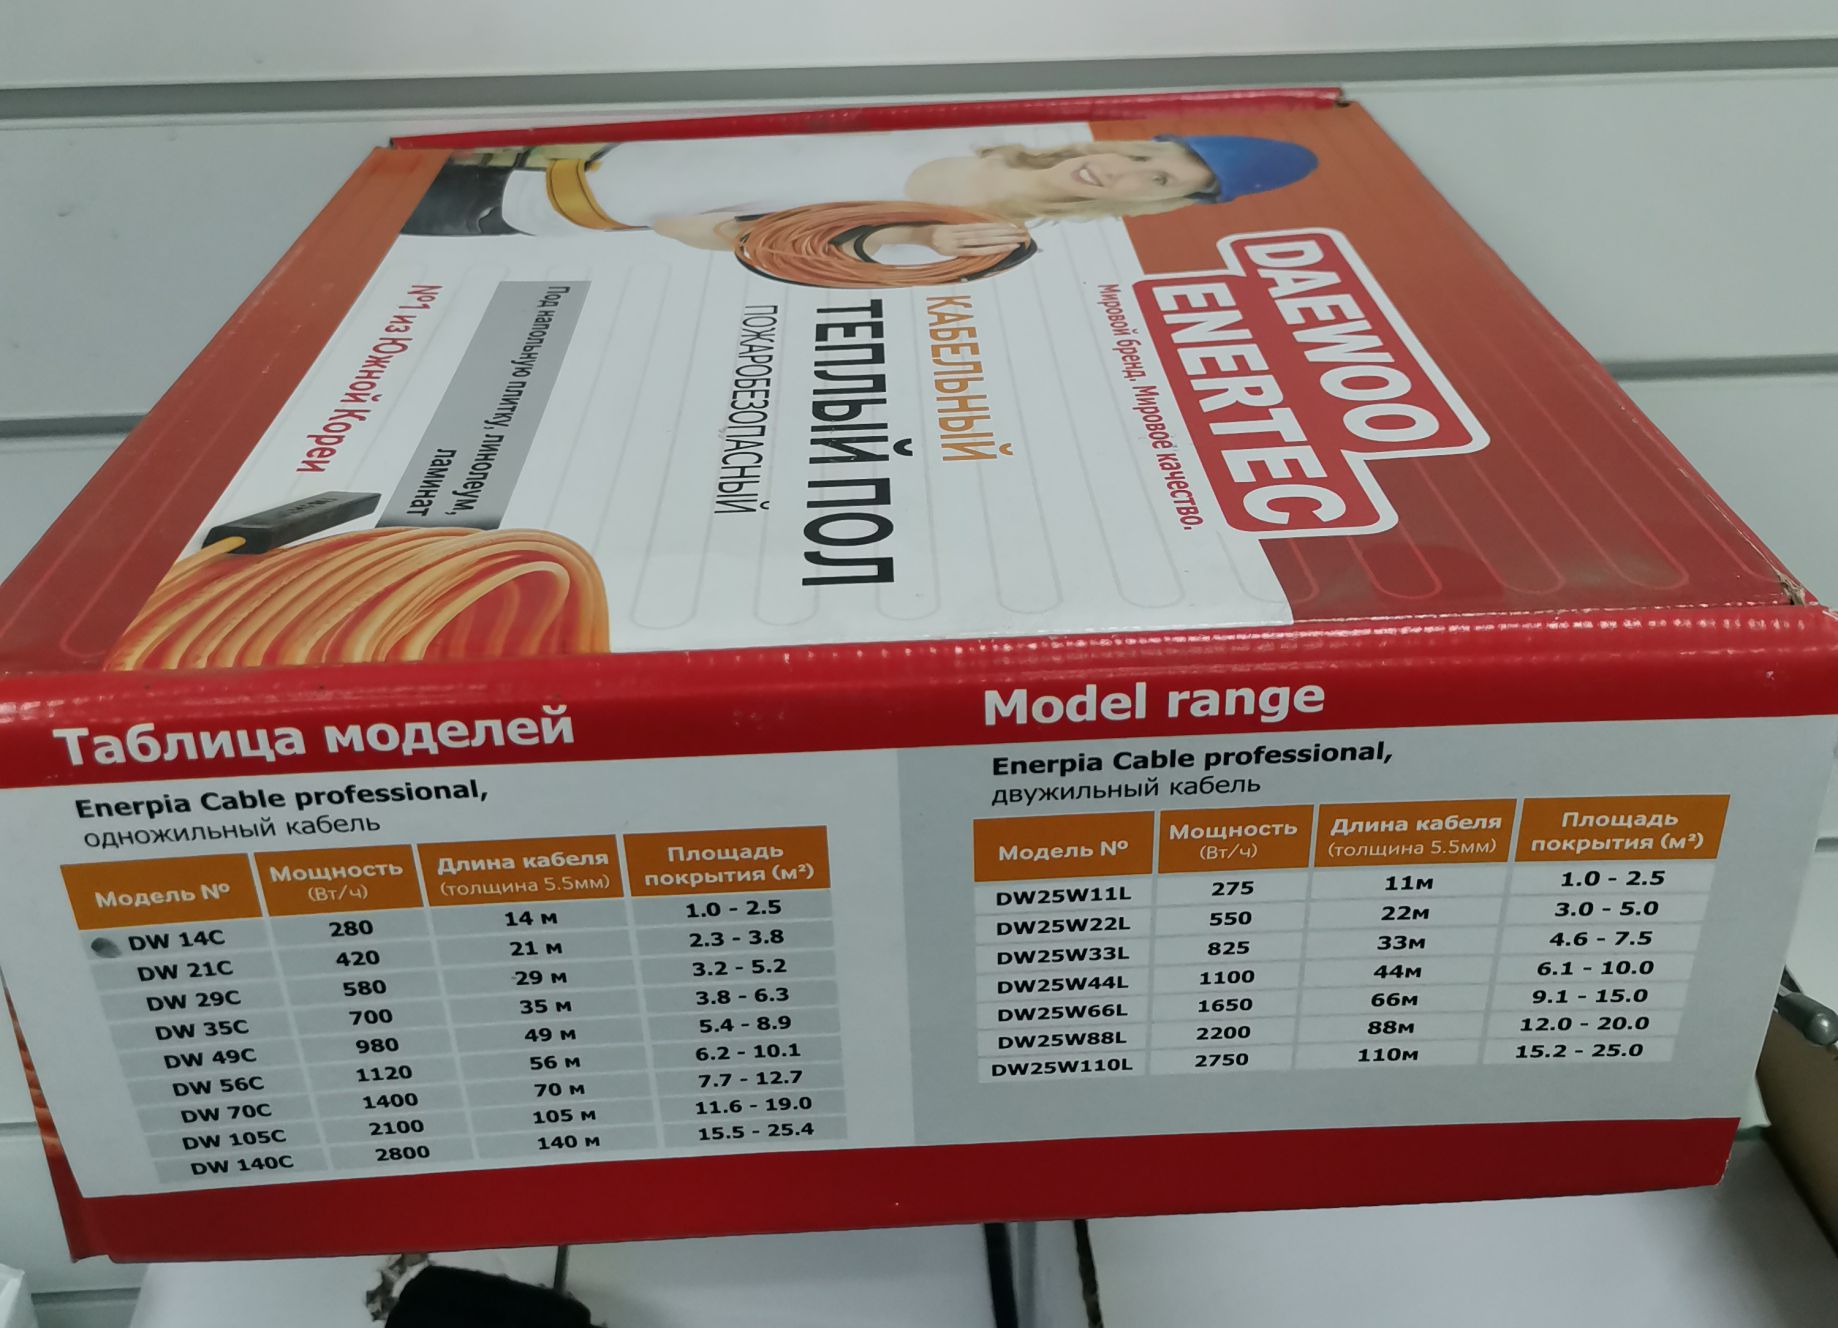 DAEWOO
ENERTEC
Мировой бренд. Мировое качество.
КАБЕЛЬНЫЙ
ТЕПЛЫЙ ПОЛ
ПОЖАРОБЕЗОПАСНЫЙ
Под напольную плитку, линолеум,
ламинат
№1 из Южной Кореи
Таблица моделей
Enerpia Cable professional,
одножильный кабель
Модель № Мощность (Вт/ч) Длина кабеля (толщина 5.5мм) Площадь покрытия (м²)
DW 14C 280 14 м 1.0 - 2.5
DW 21C 420 21 м 2.3 - 3.8
DW 29C 580 29 м 3.2 - 5.2
DW 35C 700 35 м 3.8 - 6.3
DW 49C 980 49 м 5.4 - 8.9
DW 56C 1120 56 м 6.2 - 10.1
DW 70C 1400 70 м 7.7 - 12.7
DW 105C 2100 105 м 11.6 - 19.0
DW 140C 2800 140 м 15.5 - 25.4
Model range
Enerpia Cable professional,
двужильный кабель
Модель № Мощность (Вт/ч) Длина кабеля (толщина 5.5мм) Площадь покрытия (м²)
DW25W11L 275 11м 1.0 - 2.5
DW25W22L 550 22м 3.0 - 5.0
DW25W33L 825 33м 4.6 - 7.5
DW25W44L 1100 44м 6.1 - 10.0
DW25W66L 1650 66м 9.1 - 15.0
DW25W88L 2200 88м 12.0 - 20.0
DW25W110L 2750 110м 15.2 - 25.0